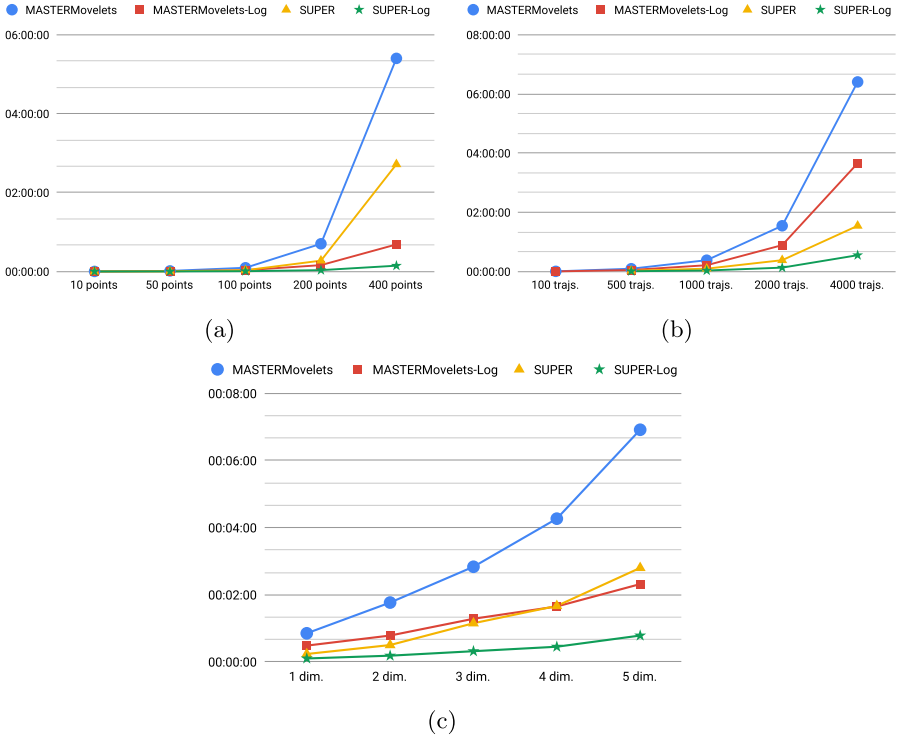 MASTERMovelets MASTERMovelets-Log SUPER SUPER-Log
06:00:00
04:00:00
02:00:00
00:00:00
10 points 50 points 100 points 200 points 400 points
(a)
MASTERMovelets MASTERMovelets-Log SUPER SUPER-Log
08:00:00
06:00:00
04:00:00
02:00:00
00:00:00
100 trajs. 500 trajs. 1000 trajs. 2000 trajs. 4000 trajs.
(b)
MASTERMovelets MASTERMovelets-Log SUPER SUPER-Log
00:08:00
00:06:00
00:04:00
00:02:00
00:00:00
1 dim. 2 dim. 3 dim. 4 dim. 5 dim.
(c)